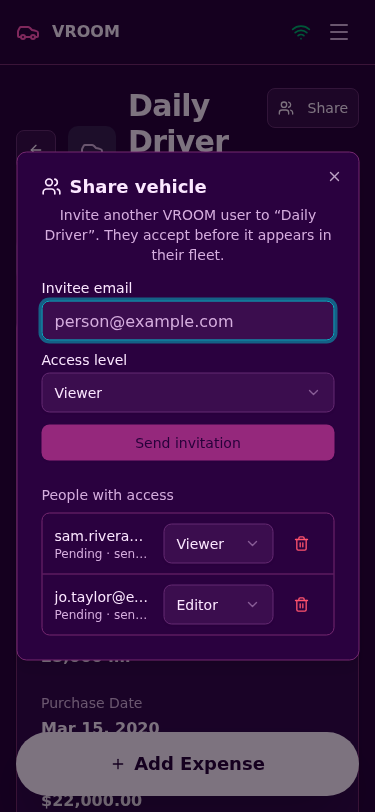 VROOM
Daily
Driver
Share
Share vehicle
Invite another VROOM user to “Daily
Driver”. They accept before it appears in
their fleet.
Invitee email
person@example.com
Access level
Viewer
Send invitation
People with access
sam.rivera...
Pending · sen...
Viewer
jo.taylor@e...
Pending · sen...
Editor
Purchase Date
Mar 15, 2020
+ Add Expense
$22,000.00